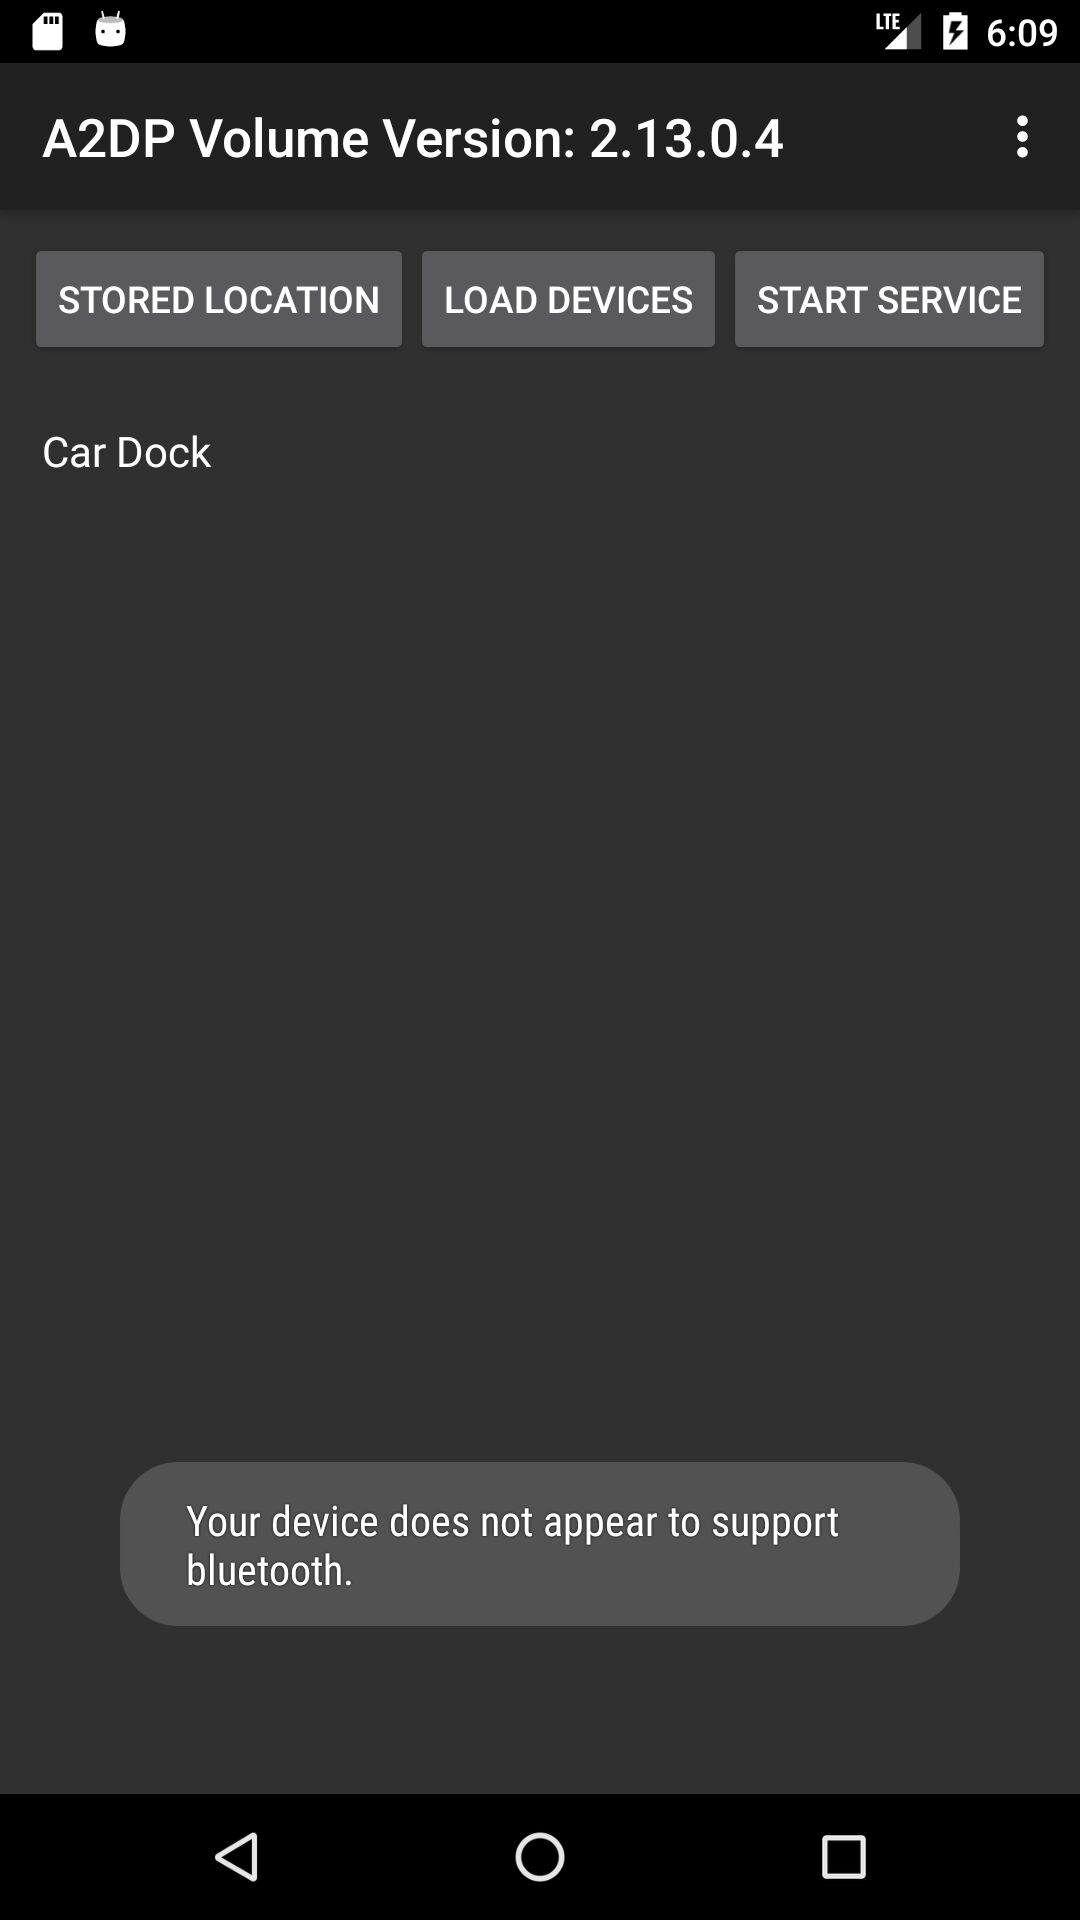 LTE 6:09
A2DP Volume Version: 2.13.0.4
STORED LOCATION LOAD DEVICES START SERVICE
Car Dock
Your device does not appear to support
bluetooth.